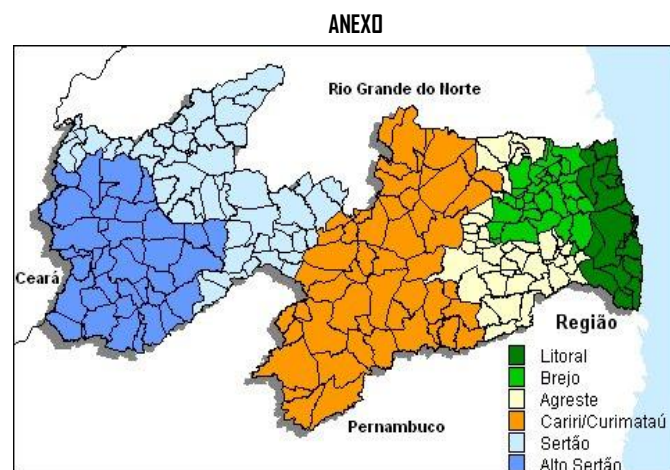 ANEXO
Rio Grande do Norte
Ceará
Pernambuco
Região
Litoral
Brejo
Agreste
Cariri/Curimataú
Sertão
Alto Sertão